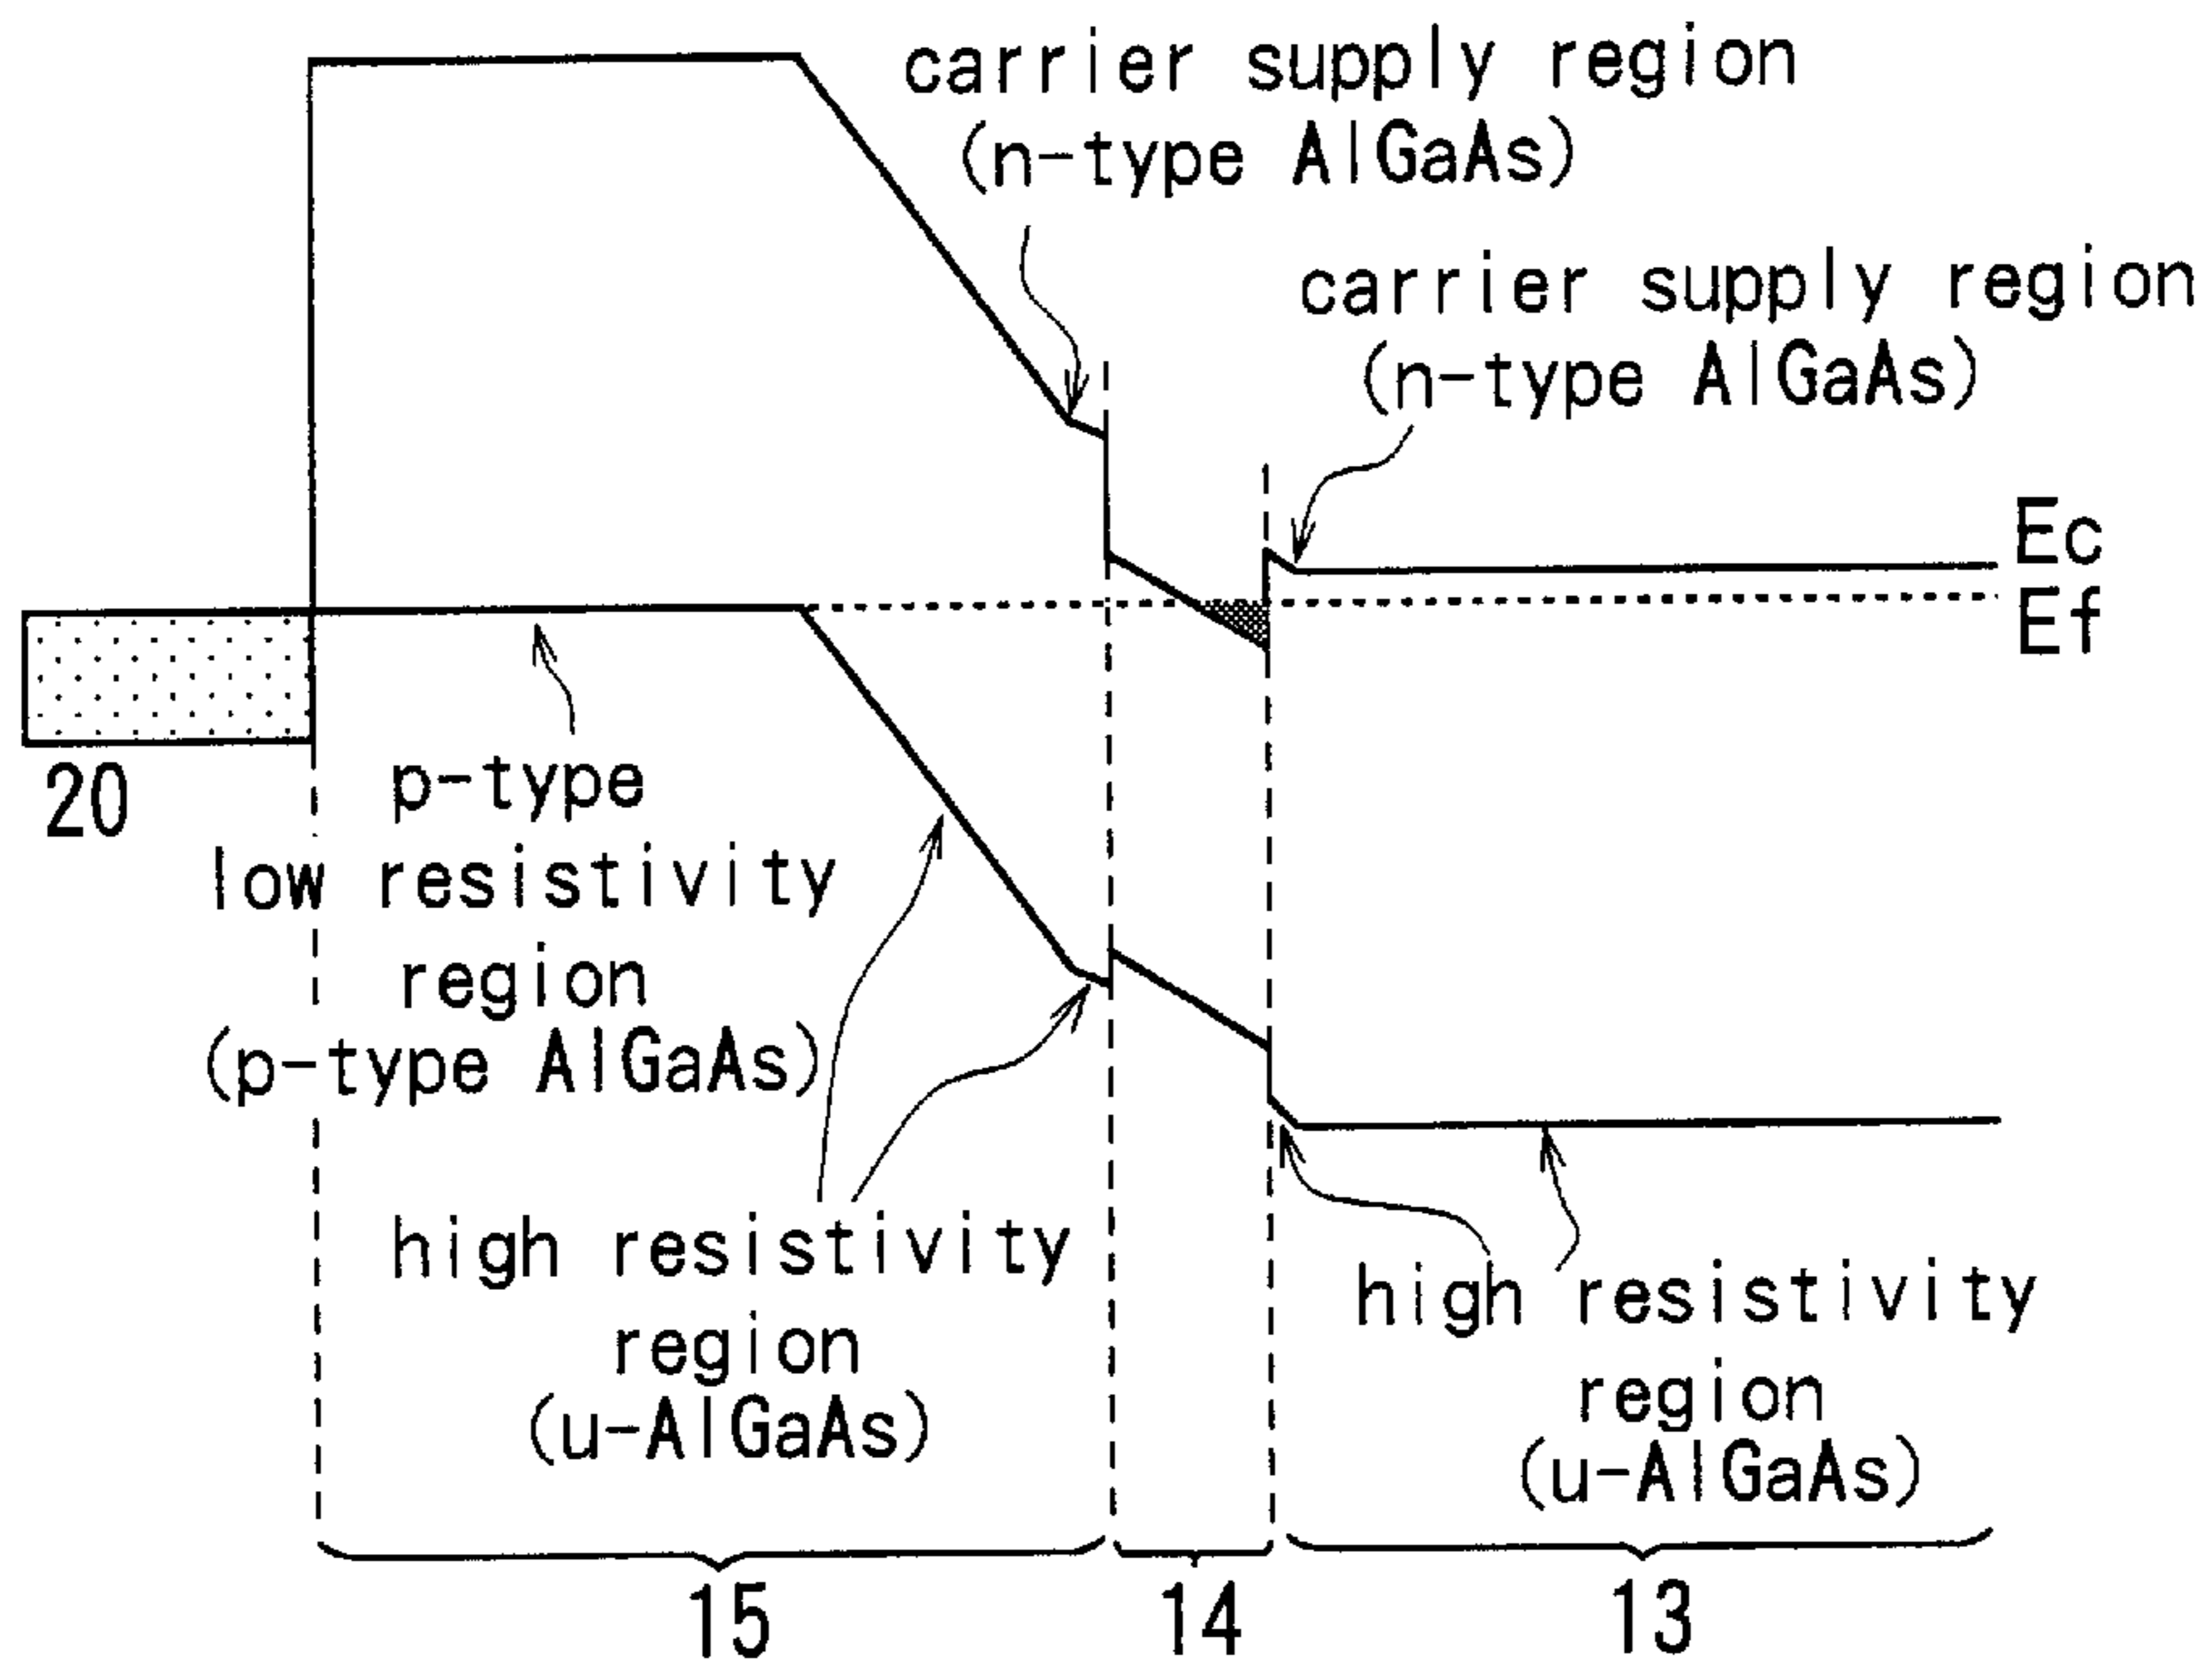 carrier supply region
(n-type AlGaAs)
carrier supply region
(n-type AlGaAs)
Ec
Ef
20
p-type
low resistivity
region
(p-type AlGaAs)
high resistivity
region
(u-AlGaAs)
high resistivity
region
(u-AlGaAs)
15
14
13